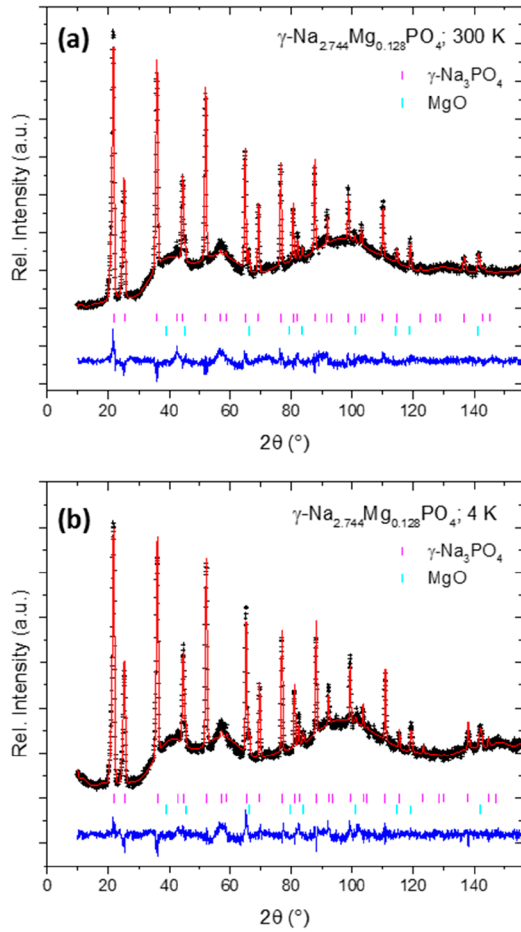 (a)
γ-Na₂.₇₄₄Mg₀.₁₂₈PO₄; 300 K
γ-Na₃PO₄
MgO
Rel. Intensity (a.u.)
0 20 40 60 80 100 120 140
2θ (°)
(b)
γ-Na₂.₇₄₄Mg₀.₁₂₈PO₄; 4 K
γ-Na₃PO₄
MgO
Rel. Intensity (a.u.)
0 20 40 60 80 100 120 140
2θ (°)